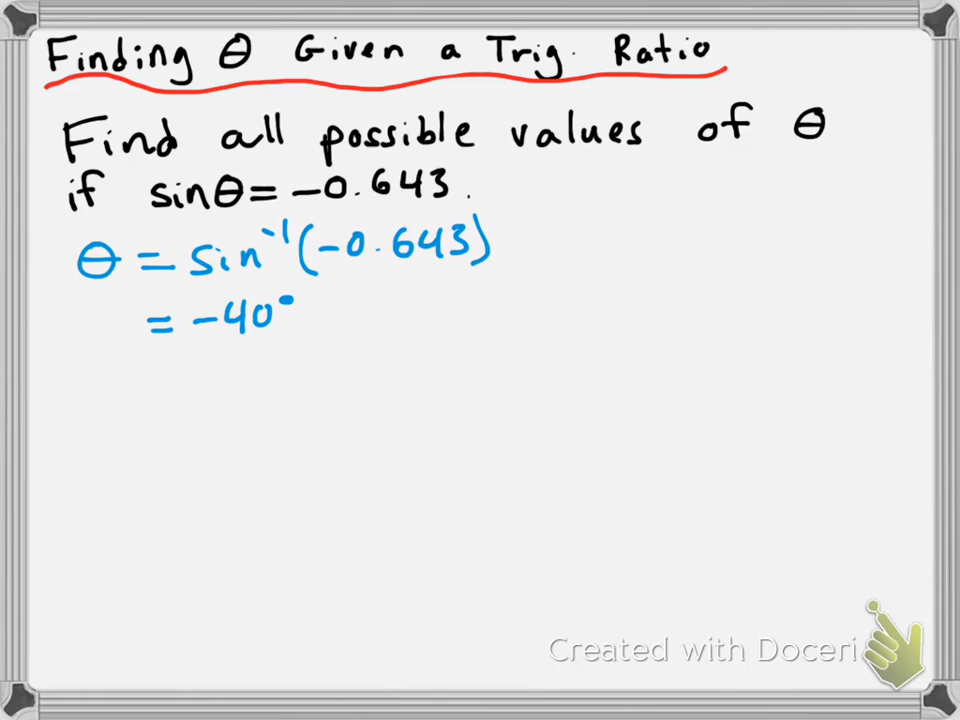 Finding θ Given a Trig. Ratio
Find all possible values of θ
if sinθ = -0.643.
θ = sin⁻¹(-0.643)
= -40°
Created with Doceri